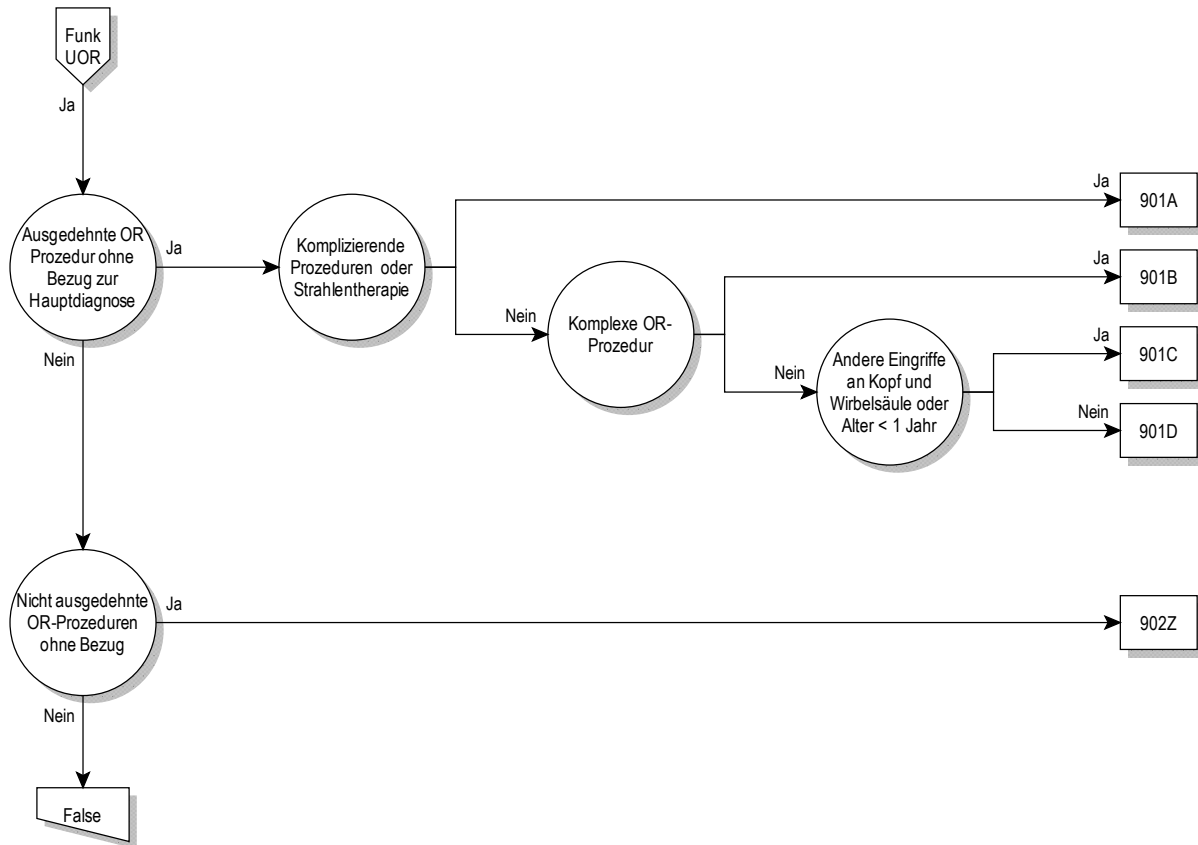 Funk
UOR
Ja
Ausgedehnte OR
Prozedur ohne
Bezug zur
Hauptdiagnose
Ja
Komplizierende
Prozeduren oder
Strahlentherapie
Ja
901A
Nein
Komplexe OR-
Prozedur
Ja
901B
Nein
Andere Eingriffe
an Kopf und
Wirbelsäule oder
Alter < 1 Jahr
Ja
901C
Nein
901D
Nein
Nicht ausgedehnte
OR-Prozeduren
ohne Bezug
Ja
902Z
Nein
False